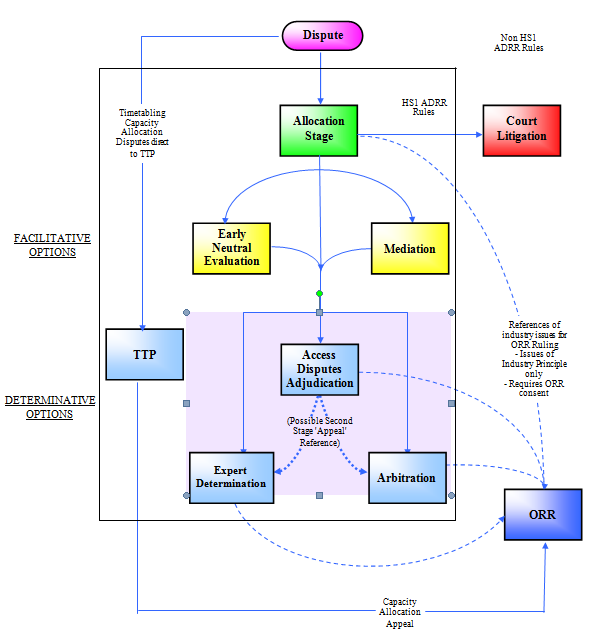 Dispute
Non HS1
ADRR Rules
Timetabling
Capacity
Allocation
Disputes direct
to TTP
HS1 ADRR
Rules
Allocation
Stage
Court
Litigation
FACILITATIVE
OPTIONS
Early
Neutral
Evaluation
Mediation
References of
industry issues for
ORR Ruling
- Issues of
Industry Principle
only
- Requires ORR
consent
TTP
Access
Disputes
Adjudication
DETERMINATIVE
OPTIONS
(Possible Second
Stage 'Appeal'
Reference)
Expert
Determination
Arbitration
ORR
Capacity
Allocation
Appeal